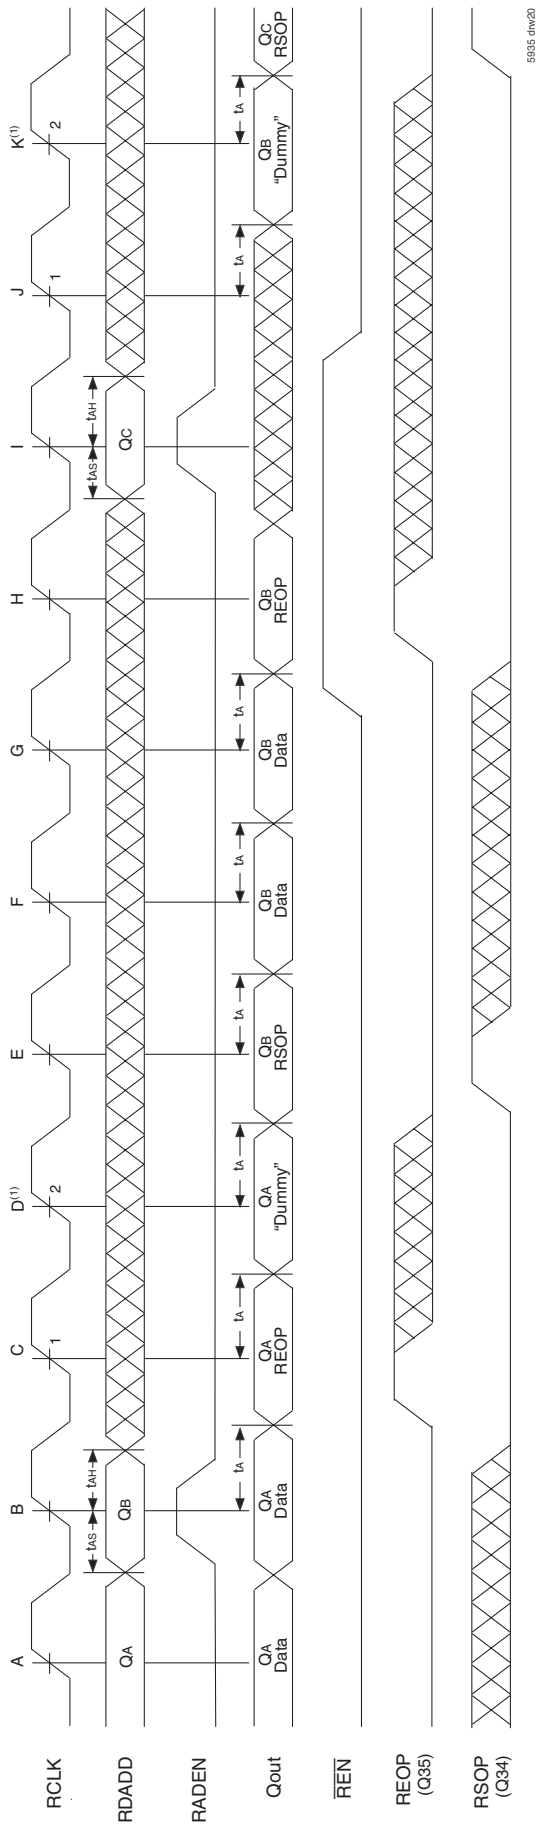 A
B
C
D(1)
E
F
G
H
I
J
K(1)
RCLK
1
2
1
2
tAS
tAH
tAS
tAH
RDADD
QA
QB
QC
RADEN
tA
tA
tA
tA
tA
tA
tA
tA
Qout
QA
Data
QA
Data
QA
REOP
QA
"Dummy"
QB
RSOP
QB
Data
QB
Data
QB
REOP
QB
"Dummy"
QC
RSOP
REN
REOP
(Q35)
RSOP
(Q34)
5935 drw20